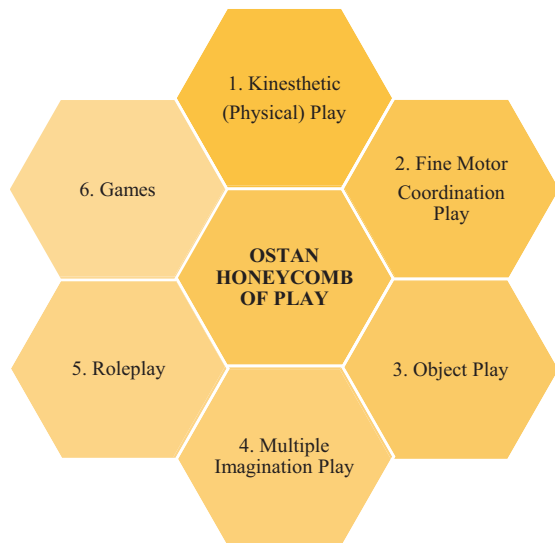 1. Kinesthetic
(Physical) Play
2. Fine Motor
Coordination
Play
3. Object Play
4. Multiple
Imagination Play
5. Roleplay
6. Games
OSTAN
HONEYCOMB
OF PLAY